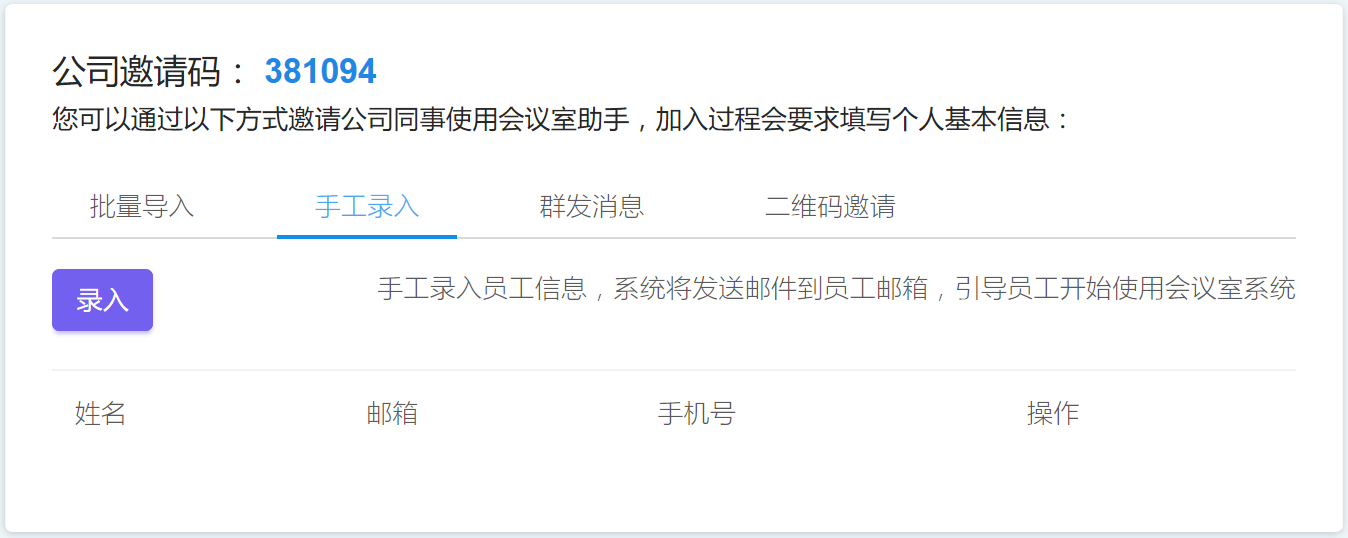 公司邀请码： 381094
您可以通过以下方式邀请公司同事使用会议室助手，加入过程会要求填写个人基本信息：
批量导入 手工录入 群发消息 二维码邀请
录入 手工录入员工信息，系统将发送邮件到员工邮箱，引导员工开始使用会议室系统
姓名 邮箱 手机号 操作